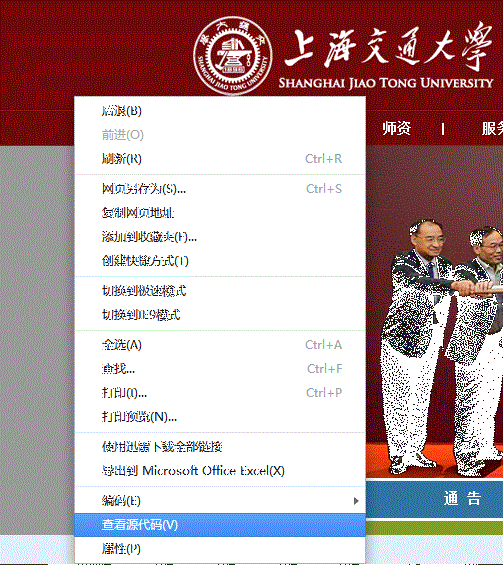 上海交通大學
SHANGHAI JIAO TONG UNIVERSITY
师资 | 服务
后退(B)
前进(O)
刷新(R) Ctrl+R
网页另存为(S)... Ctrl+S
复制网页地址
添加到收藏夹(F)...
创建快捷方式(T)
切换到极速模式
切换到IE9模式
全选(A) Ctrl+A
查找... Ctrl+F
打印(I)... Ctrl+P
打印预览(N)...
使用迅雷下载全部链接
导出到 Microsoft Office Excel(X)
编码(E)
通 告
查看源代码(V)
属性(P)